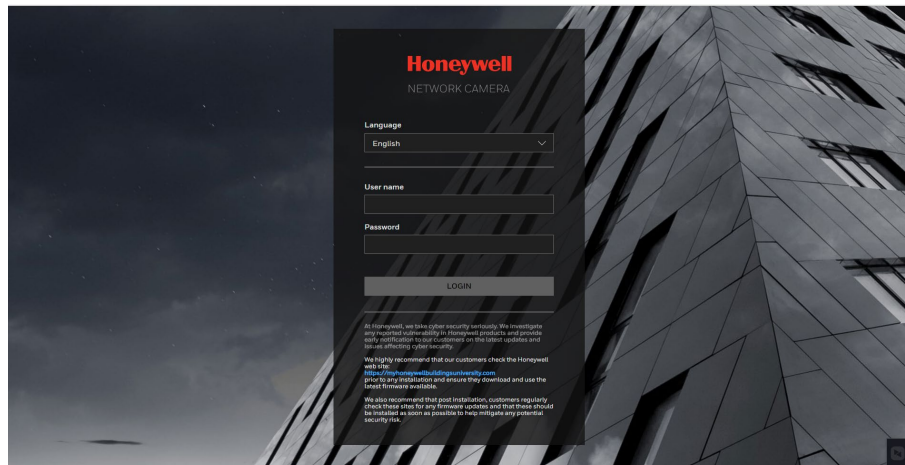 Honeywell
NETWORK CAMERA
Language
English
User name
Password
LOGIN
At Honeywell, we take cyber security seriously. We investigate
any reported vulnerability in Honeywell products and provide
early notification to our customers on the latest updates and
issues affecting cyber security.
We highly recommend that our customers check the Honeywell
web site:
https://myhoneywellbuildingsuniversity.com
prior to any installation and ensure they download and use the
latest firmware available.
We also recommend that post installation, customers regularly
check these sites for any firmware updates and that these should
be installed as soon as possible to help mitigate any potential
security risk.